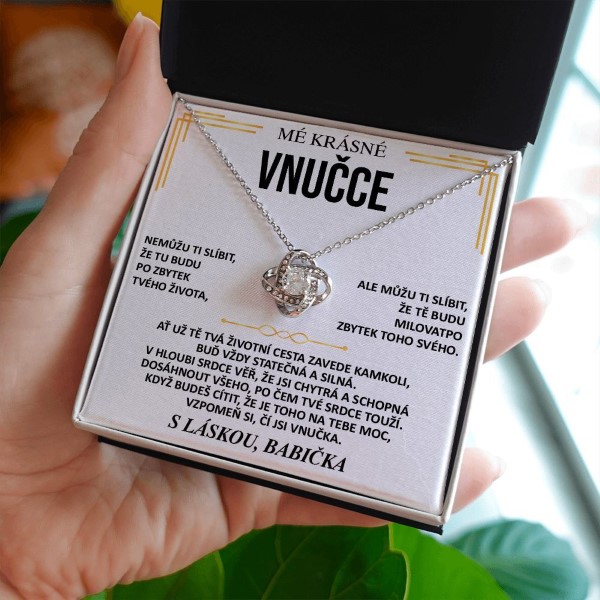 MÉ KRÁSNÉ
VNUČCE
NEMŮŽU TI SLÍBIT,
ŽE TU BUDU
PO ZBYTEK
TVÉHO ŽIVOTA,
ALE MŮŽU TI SLÍBIT,
ŽE TĚ BUDU
MILOVATPO
ZBYTEK TOHO SVÉHO.
AŤ UŽ TĚ TVÁ ŽIVOTNÍ CESTA ZAVEDE KAMKOLI,
BUĎ VŽDY STATEČNÁ A SILNÁ.
V HLOUBI SRDCE VĚŘ, ŽE JSI CHYTRÁ A SCHOPNÁ
DOSÁHNOUT VŠEHO, PO ČEM TVÉ SRDCE TOUŽÍ.
KDYŽ BUDEŠ CÍTIT, ŽE JE TOHO NA TEBE MOC,
VZPOMEŇ SI, ČÍ JSI VNUČKA.
S LÁSKOU, BABIČKA